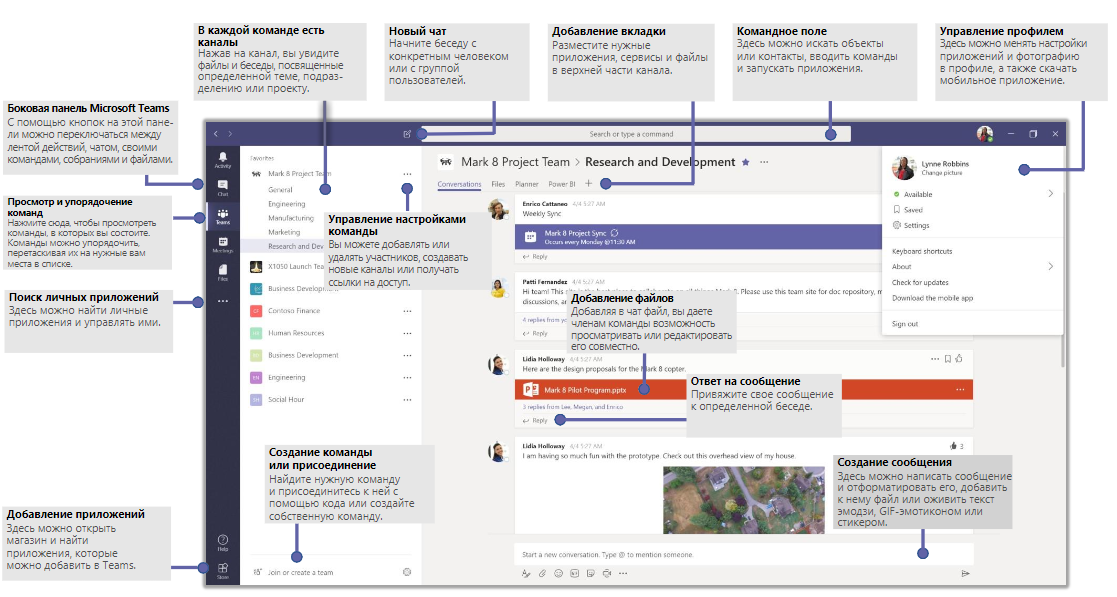 В каждой команде есть
каналы
Нажав на канал, вы увидите
файлы и беседы, посвященные
определенной теме, подраз-
делению или проекту.
Новый чат
Начните беседу с
конкретным человеком
или с группой
пользователей.
Добавление вкладки
Разместите нужные
приложения, сервисы и файлы
в верхней части канала.
Командное поле
Здесь можно искать объекты
или контакты, вводить команды
и запускать приложения.
Управление профилем
Здесь можно менять настройки
приложений и фотографию
в профиле, а также скачать
мобильное приложение.
Боковая панель Microsoft Teams
С помощью кнопок на этой пане-
ли можно переключаться между
лентой действий, чатом, своими
командами, собраниями и файлами.
Просмотр и упорядочение
команд
Нажмите сюда, чтобы просмотреть
команды, в которых вы состоите.
Команды можно упорядочить,
перетаскивая их на нужные вам
места в списке.
Поиск личных приложений
Здесь можно найти личные
приложения и управлять ими.
Добавление приложений
Здесь можно открыть
магазин и найти
приложения, которые
можно добавить в Teams.
Search or type a command
Activity
Chat
Teams
Meetings
Files
Help
Store
Favorites
Mark 8 Project Team
General
Engineering
Manufacturing
Marketing
Research and Dev
X1050 Launch Tea
Business Developm
Contoso Finance
Human Resources
Business Development
Engineering
EN
Social Hour
SH
Управление настройками
команды
Вы можете добавлять или
удалять участников, создавать
новые каналы или получать
ссылки на доступ.
Создание команды
или присоединение
Найдите нужную команду
и присоединитесь к ней с
помощью кода или создайте
собственную команду.
Join or create a team
Mark 8 Project Team > Research and Development
Conversations Files Planner Power BI +
Enrico Cattaneo 4/4 5:27 AM
Weekly Sync
Mark 8 Project Sync
Occurs every Monday @11:30 AM
Reply
Patti Fernandez 4/4 5:27 AM
Hi team! This Please use this team site for doc repository, m
discussions, a
4 replies from yo
Reply
Добавление файлов
Добавляя в чат файл, вы даете
членам команды возможность
просматривать или редактировать
его совместно.
Lidia Holloway 4/4 5:27 AM
Here are the design proposals for the Mark 8 copter.
Mark 8 Pilot Program.pptx
3 replies from Lee, Megan, and Enrico
Reply
Ответ на сообщение
Привяжите свое сообщение
к определенной беседе.
Lidia Holloway 4/4 5:27 AM
3
I am having so much fun with the prototype. Check out this overhead view of my house.
Создание сообщения
Здесь можно написать сообщение
и отформатировать его, добавить
к нему файл или оживить текст
эмодзи, GIF-эмотиконом или
стикером.
Start a new conversation. Type @ to mention someone.
Lynne Robbins
Change picture
Available
Saved
Settings
Keyboard shortcuts
About
Check for updates
Download the mobile app
Sign out